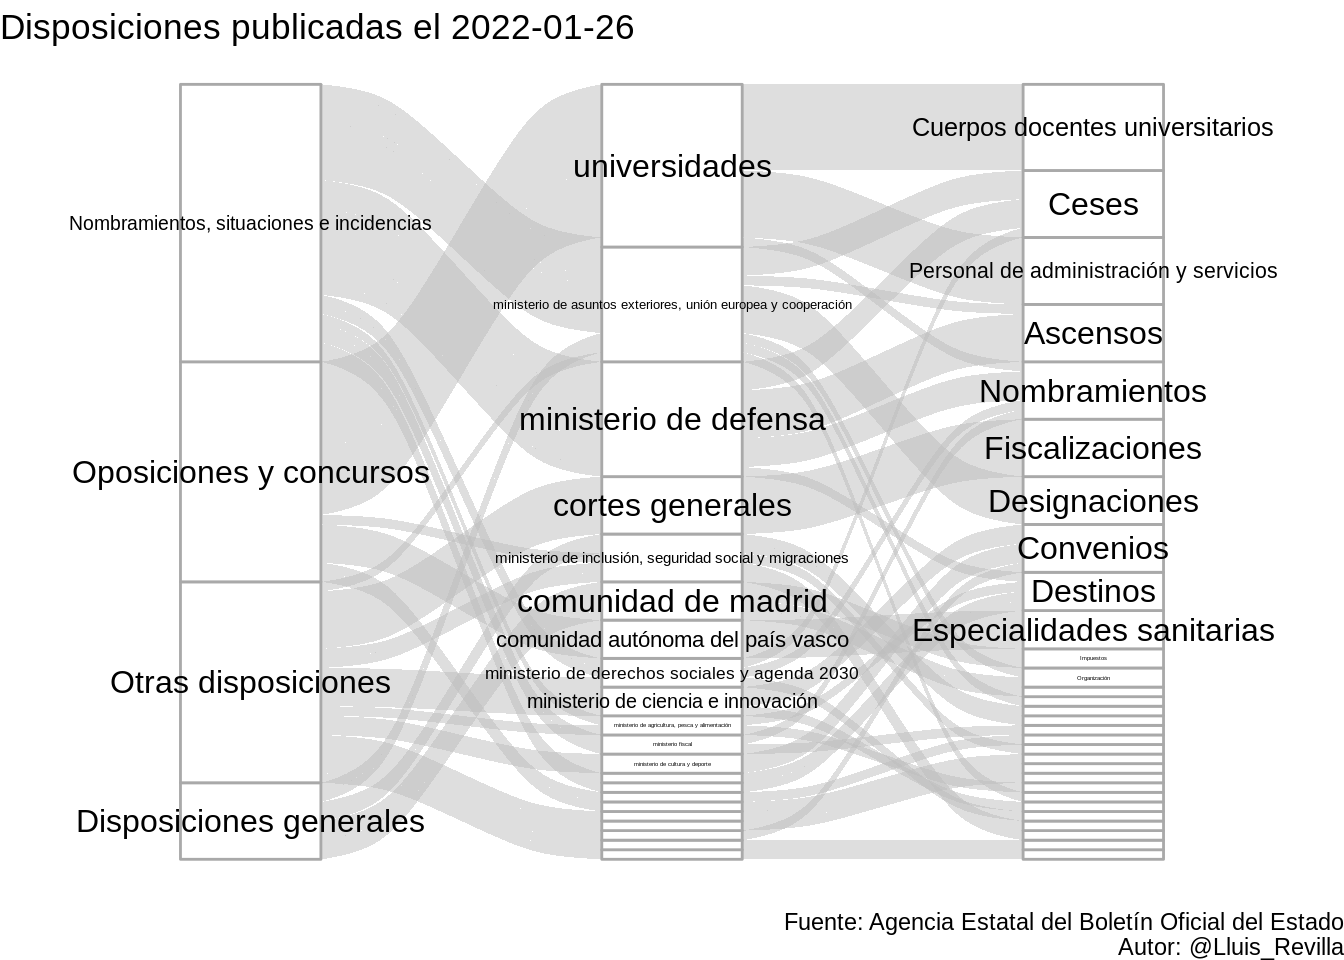 Disposiciones publicadas el 2022-01-26
Nombramientos, situaciones e incidencias
Oposiciones y concursos
Otras disposiciones
Disposiciones generales
universidades
ministerio de asuntos exteriores, unión europea y cooperación
ministerio de defensa
cortes generales
ministerio de inclusión, seguridad social y migraciones
comunidad de madrid
comunidad autónoma del país vasco
ministerio de derechos sociales y agenda 2030
ministerio de ciencia e innovación
ministerio de agricultura, pesca y alimentación
ministerio fiscal
ministerio de cultura y deporte
Cuerpos docentes universitarios
Ceses
Personal de administración y servicios
Ascensos
Nombramientos
Fiscalizaciones
Designaciones
Convenios
Destinos
Especialidades sanitarias
Impuestos
Organización
Fuente: Agencia Estatal del Boletín Oficial del Estado
Autor: @Lluis_Revilla